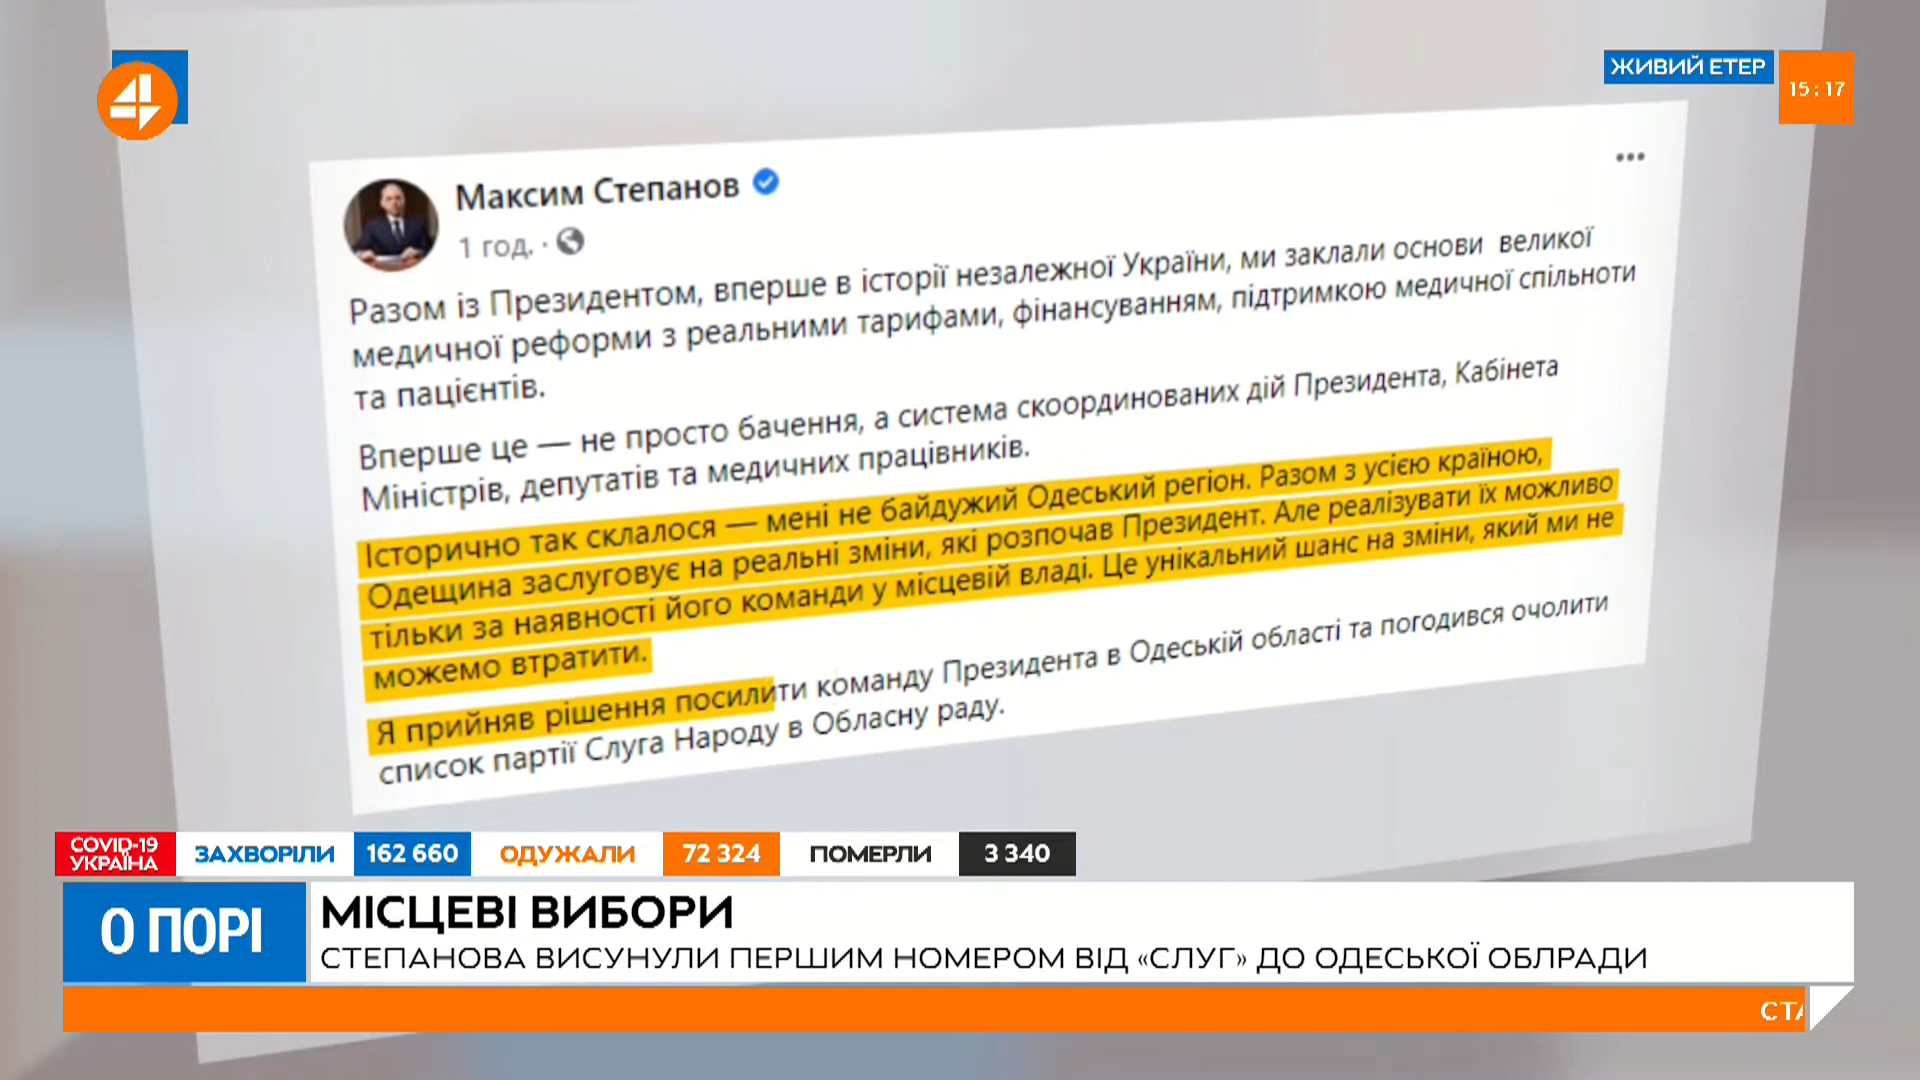 4
ЖИВИЙ ЕТЕР
15:17
Максим Степанов
1 год. ·
Разом із Президентом, вперше в історії незалежної України, ми заклали основи великої
медичної реформи з реальними тарифами, фінансуванням, підтримкою медичної спільноти
та пацієнтів.
Вперше це — не просто бачення, а система скоординованих дій Президента, Кабінета
Міністрів, депутатів та медичних працівників.
Історично так склалося — мені не байдужий Одеський регіон. Разом з усією країною,
Одещина заслуговує на реальні зміни, які розпочав Президент. Але реалізувати їх можливо
тільки за наявності його команди у місцевій владі. Це унікальний шанс на зміни, який ми не
можемо втратити.
Я прийняв рішення посилити команду Президента в Одеській області та погодився очолити
список партії Слуга Народу в Обласну раду.
COVID-19
УКРАЇНА
ЗАХВОРІЛИ 162 660 ОДУЖАЛИ 72 324 ПОМЕРЛИ 3 340
О ПОРІ
МІСЦЕВІ ВИБОРИ
СТЕПАНОВА ВИСУНУЛИ ПЕРШИМ НОМЕРОМ ВІД «СЛУГ» ДО ОДЕСЬКОЇ ОБЛРАДИ